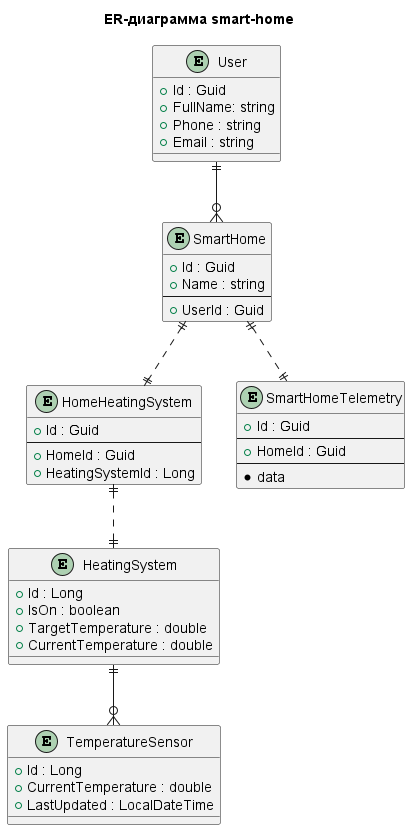 ER-диаграмма smart-home
E User
Id : Guid
FullName: string
Phone : string
Email : string
E SmartHome
Id : Guid
Name : string
UserId : Guid
E HomeHeatingSystem
Id : Guid
HomeId : Guid
HeatingSystemId : Long
E SmartHomeTelemetry
Id : Guid
HomeId : Guid
data
E HeatingSystem
Id : Long
IsOn : boolean
TargetTemperature : double
CurrentTemperature : double
E TemperatureSensor
Id : Long
CurrentTemperature : double
LastUpdated : LocalDateTime